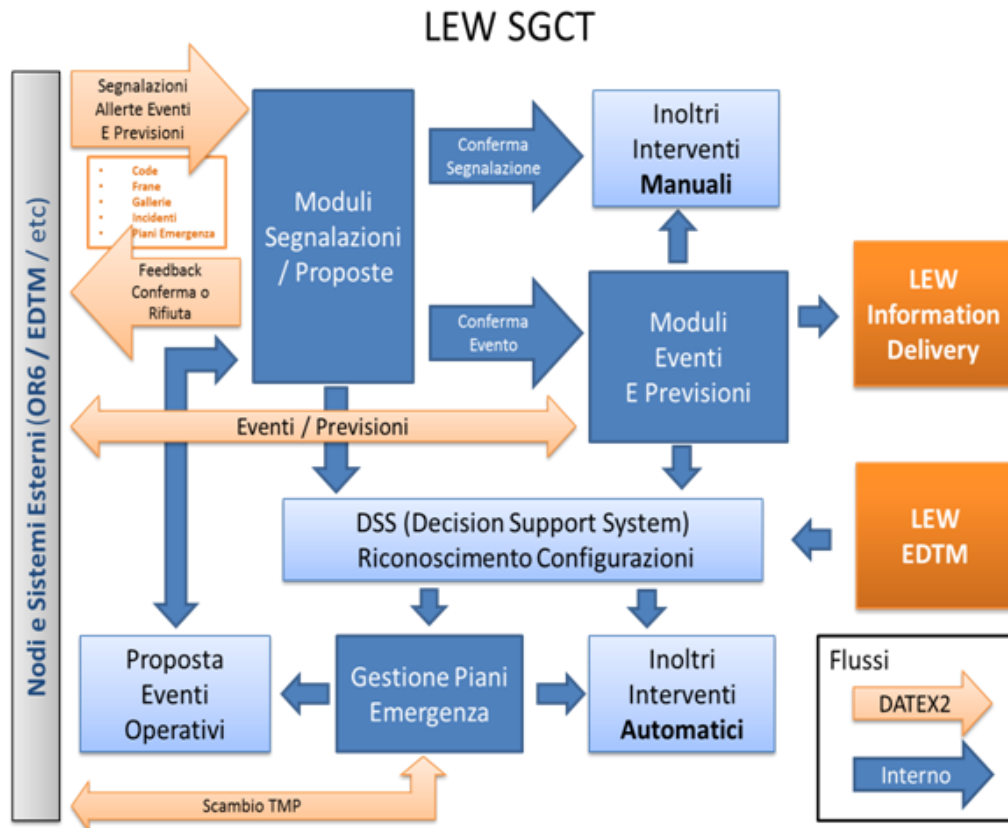 LEW SGCT
Nodi e Sistemi Esterni (OR6 / EDTM / etc)
Segnalazioni
Allerte Eventi
E Previsioni
• Code
• Frane
• Gallerie
• Incidenti
• Piani Emergenza
Feedback
Conferma o
Rifiuta
Moduli
Segnalazioni
/ Proposte
Conferma
Segnalazione
Inoltri
Interventi
Manuali
Conferma
Evento
Moduli
Eventi
E Previsioni
LEW
Information
Delivery
Eventi / Previsioni
DSS (Decision Support System)
Riconoscimento Configurazioni
LEW
EDTM
Proposta
Eventi
Operativi
Gestione Piani
Emergenza
Inoltri
Interventi
Automatici
Scambio TMP
Flussi
DATEX2
Interno